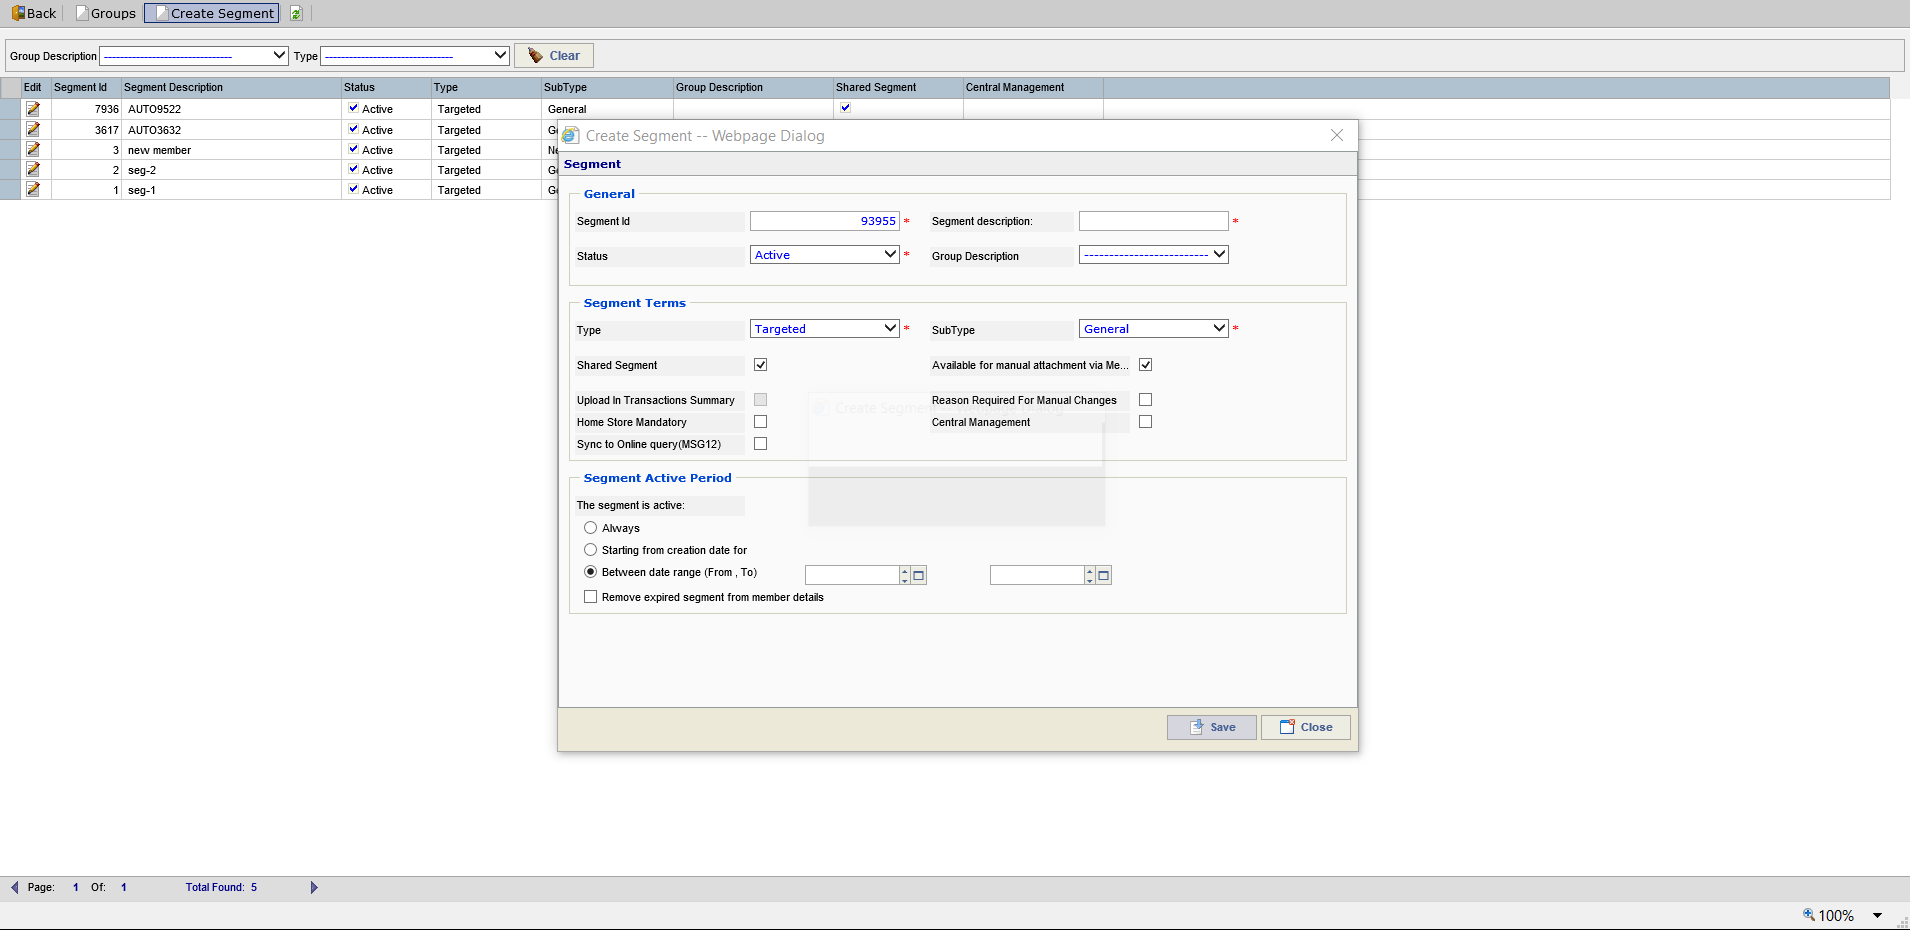 Back Groups Create Segment
Group Description -------------------------------- Type -------------------------------- Clear
Edit Segment Id Segment Description Status Type SubType Group Description Shared Segment Central Management
7936 AUTO9522 Active Targeted General
3617 AUTO3632 Active Targeted
3 new member Active Targeted
2 seg-2 Active Targeted
1 seg-1 Active Targeted
Create Segment -- Webpage Dialog
Segment
General
Segment Id 93955 * Segment description: *
Status Active * Group Description -------------------------
Segment Terms
Type Targeted * SubType General *
Shared Segment Available for manual attachment via Me...
Upload In Transactions Summary Reason Required For Manual Changes
Create Segment -- Webpage Dialog
Home Store Mandatory Central Management
Sync to Online query(MSG12)
Segment Active Period
The segment is active:
Always
Starting from creation date for
Between date range (From , To)
Remove expired segment from member details
Save Close
Page: 1 Of: 1 Total Found: 5
100%